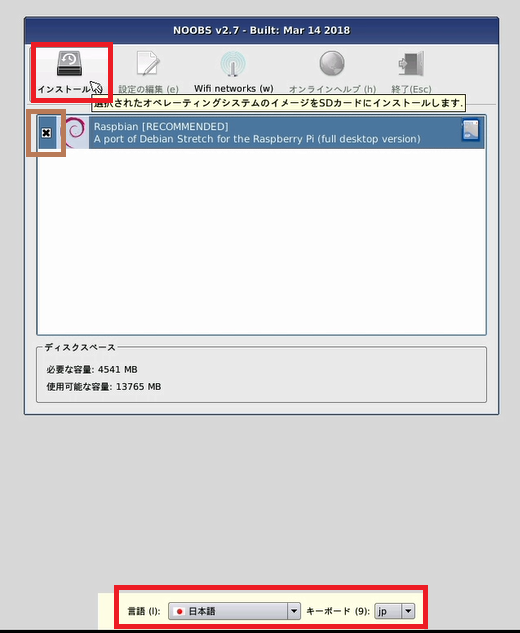 NOOBS v2.7 - Built: Mar 14 2018
インストール
設定の編集 (e)
Wifi networks (w)
オンラインヘルプ (h)
終了(Esc)
選択されたオペレーティングシステムのイメージをSDカードにインストールします.
Raspbian [RECOMMENDED]
A port of Debian Stretch for the Raspberry Pi (full desktop version)
ディスクスペース
必要な容量: 4541 MB
使用可能な容量: 13765 MB
言語 (l): 日本語 キーボード (9): jp